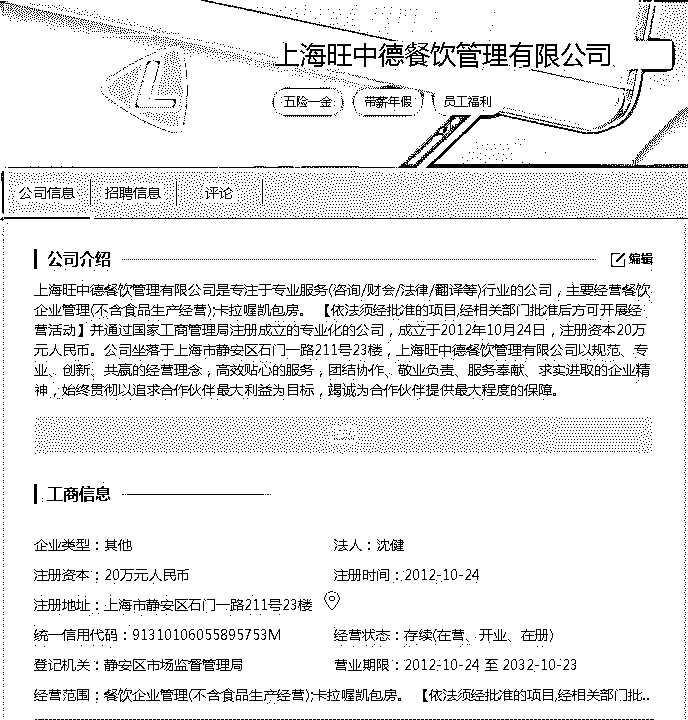 上海旺中德餐饮管理有限公司
五险一金 带薪年假 员工福利
公司信息 招聘信息 评论
公司介绍 编辑
上海旺中德餐饮管理有限公司是专注于专业服务(咨询/财会/法律/翻译等)行业的公司，主要经营餐饮
企业管理(不含食品生产经营);卡拉喔凯包房。 【依法须经批准的项目,经相关部门批准后方可开展经
营活动】并通过国家工商管理局注册成立的专业化的公司，成立于2012年10月24日，注册资本20万
元人民币。公司坐落于上海市静安区石门一路211号23楼，上海旺中德餐饮管理有限公司以规范、专
业、创新、共赢的经营理念，高效贴心的服务，团结协作、敬业负责、服务奉献、求实进取的企业精
神，始终贯彻以追求合作伙伴最大利益为目标，竭诚为合作伙伴提供最大程度的保障。
工商信息
企业类型：其他 法人：沈健
注册资本：20万元人民币 注册时间：2012-10-24
注册地址：上海市静安区石门一路211号23楼
统一信用代码：91310106055895753M 经营状态：存续(在营、开业、在册)
登记机关：静安区市场监督管理局 营业期限：2012-10-24 至 2032-10-23
经营范围：餐饮企业管理(不含食品生产经营);卡拉喔凯包房。 【依法须经批准的项目,经相关部门批..